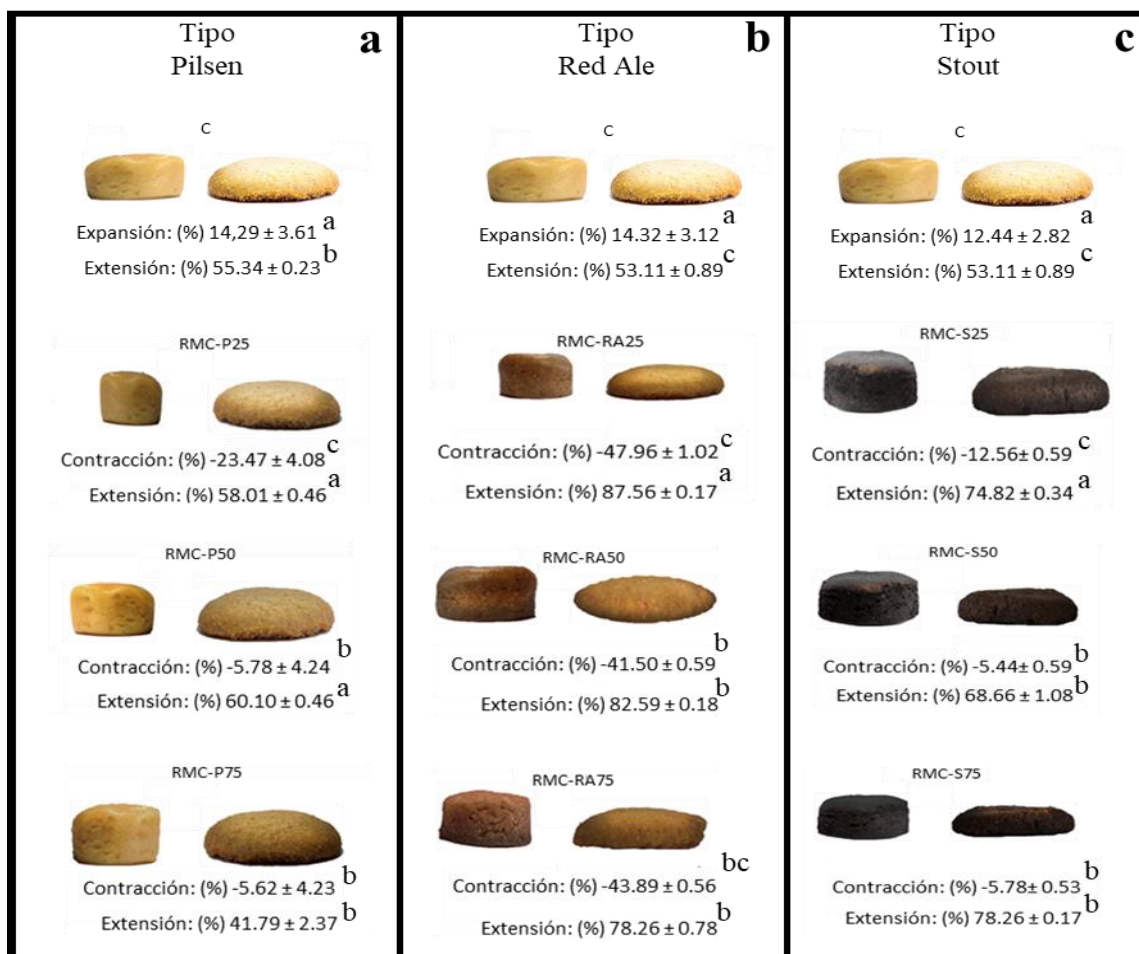 Tipo
Pilsen
a
C
Expansión: (%) 14,29 ± 3.61 a
Extensión: (%) 55.34 ± 0.23 b
RMC-P25
Contracción: (%) -23.47 ± 4.08 c
Extensión: (%) 58.01 ± 0.46 a
RMC-P50
Contracción: (%) -5.78 ± 4.24 b
Extensión: (%) 60.10 ± 0.46 a
RMC-P75
Contracción: (%) -5.62 ± 4.23 b
Extensión: (%) 41.79 ± 2.37 b
Tipo
Red Ale
b
C
Expansión: (%) 14.32 ± 3.12 a
Extensión: (%) 53.11 ± 0.89 c
RMC-RA25
Contracción: (%) -47.96 ± 1.02 c
Extensión: (%) 87.56 ± 0.17 a
RMC-RA50
Contracción: (%) -41.50 ± 0.59 b
Extensión: (%) 82.59 ± 0.18 b
RMC-RA75
Contracción: (%) -43.89 ± 0.56 bc
Extensión: (%) 78.26 ± 0.78 b
Tipo
Stout
c
C
Expansión: (%) 12.44 ± 2.82 a
Extensión: (%) 53.11 ± 0.89 c
RMC-S25
Contracción: (%) -12.56± 0.59 c
Extensión: (%) 74.82 ± 0.34 a
RMC-S50
Contracción: (%) -5.44± 0.59 b
Extensión: (%) 68.66 ± 1.08 b
RMC-S75
Contracción: (%) -5.78± 0.53 b
Extensión: (%) 78.26 ± 0.17 b